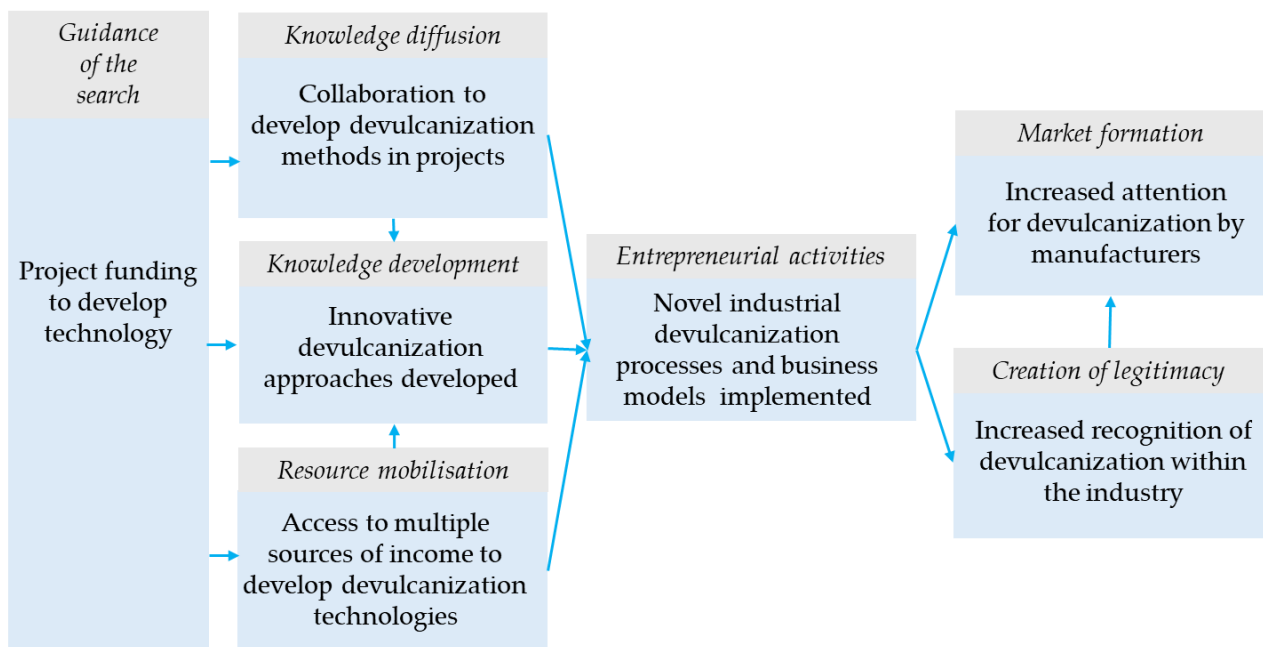 Guidance
of the
search
Project funding
to develop
technology
Knowledge diffusion
Collaboration to
develop devulcanization
methods in projects
Knowledge development
Innovative
devulcanization
approaches developed
Resource mobilisation
Access to multiple
sources of income to
develop devulcanization
technologies
Entrepreneurial activities
Novel industrial
devulcanization
processes and business
models implemented
Market formation
Increased attention
for devulcanization by
manufacturers
Creation of legitimacy
Increased recognition of
devulcanization within
the industry